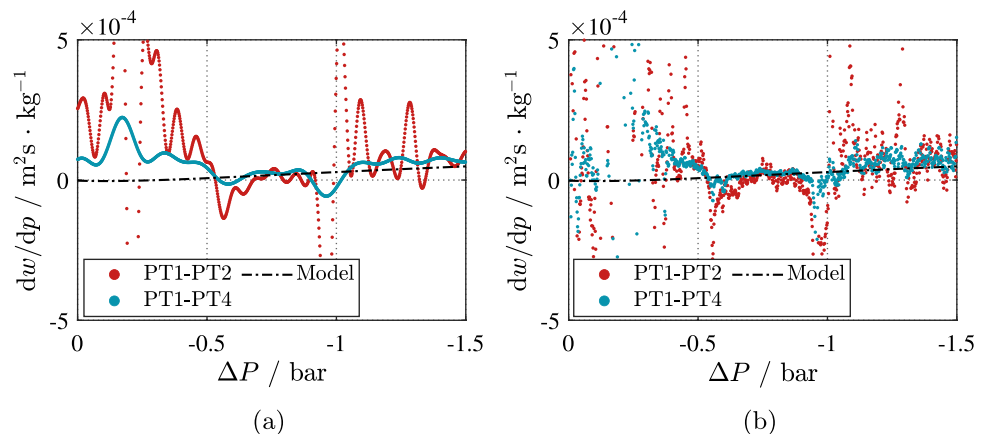 ×10⁻⁴
5
0
-5
dw/dp / m²s · kg⁻¹
PT1-PT2
Model
PT1-PT4
0
-0.5
-1
-1.5
ΔP / bar
(a)
×10⁻⁴
5
0
-5
dw/dp / m²s · kg⁻¹
PT1-PT2
Model
PT1-PT4
0
-0.5
-1
-1.5
ΔP / bar
(b)